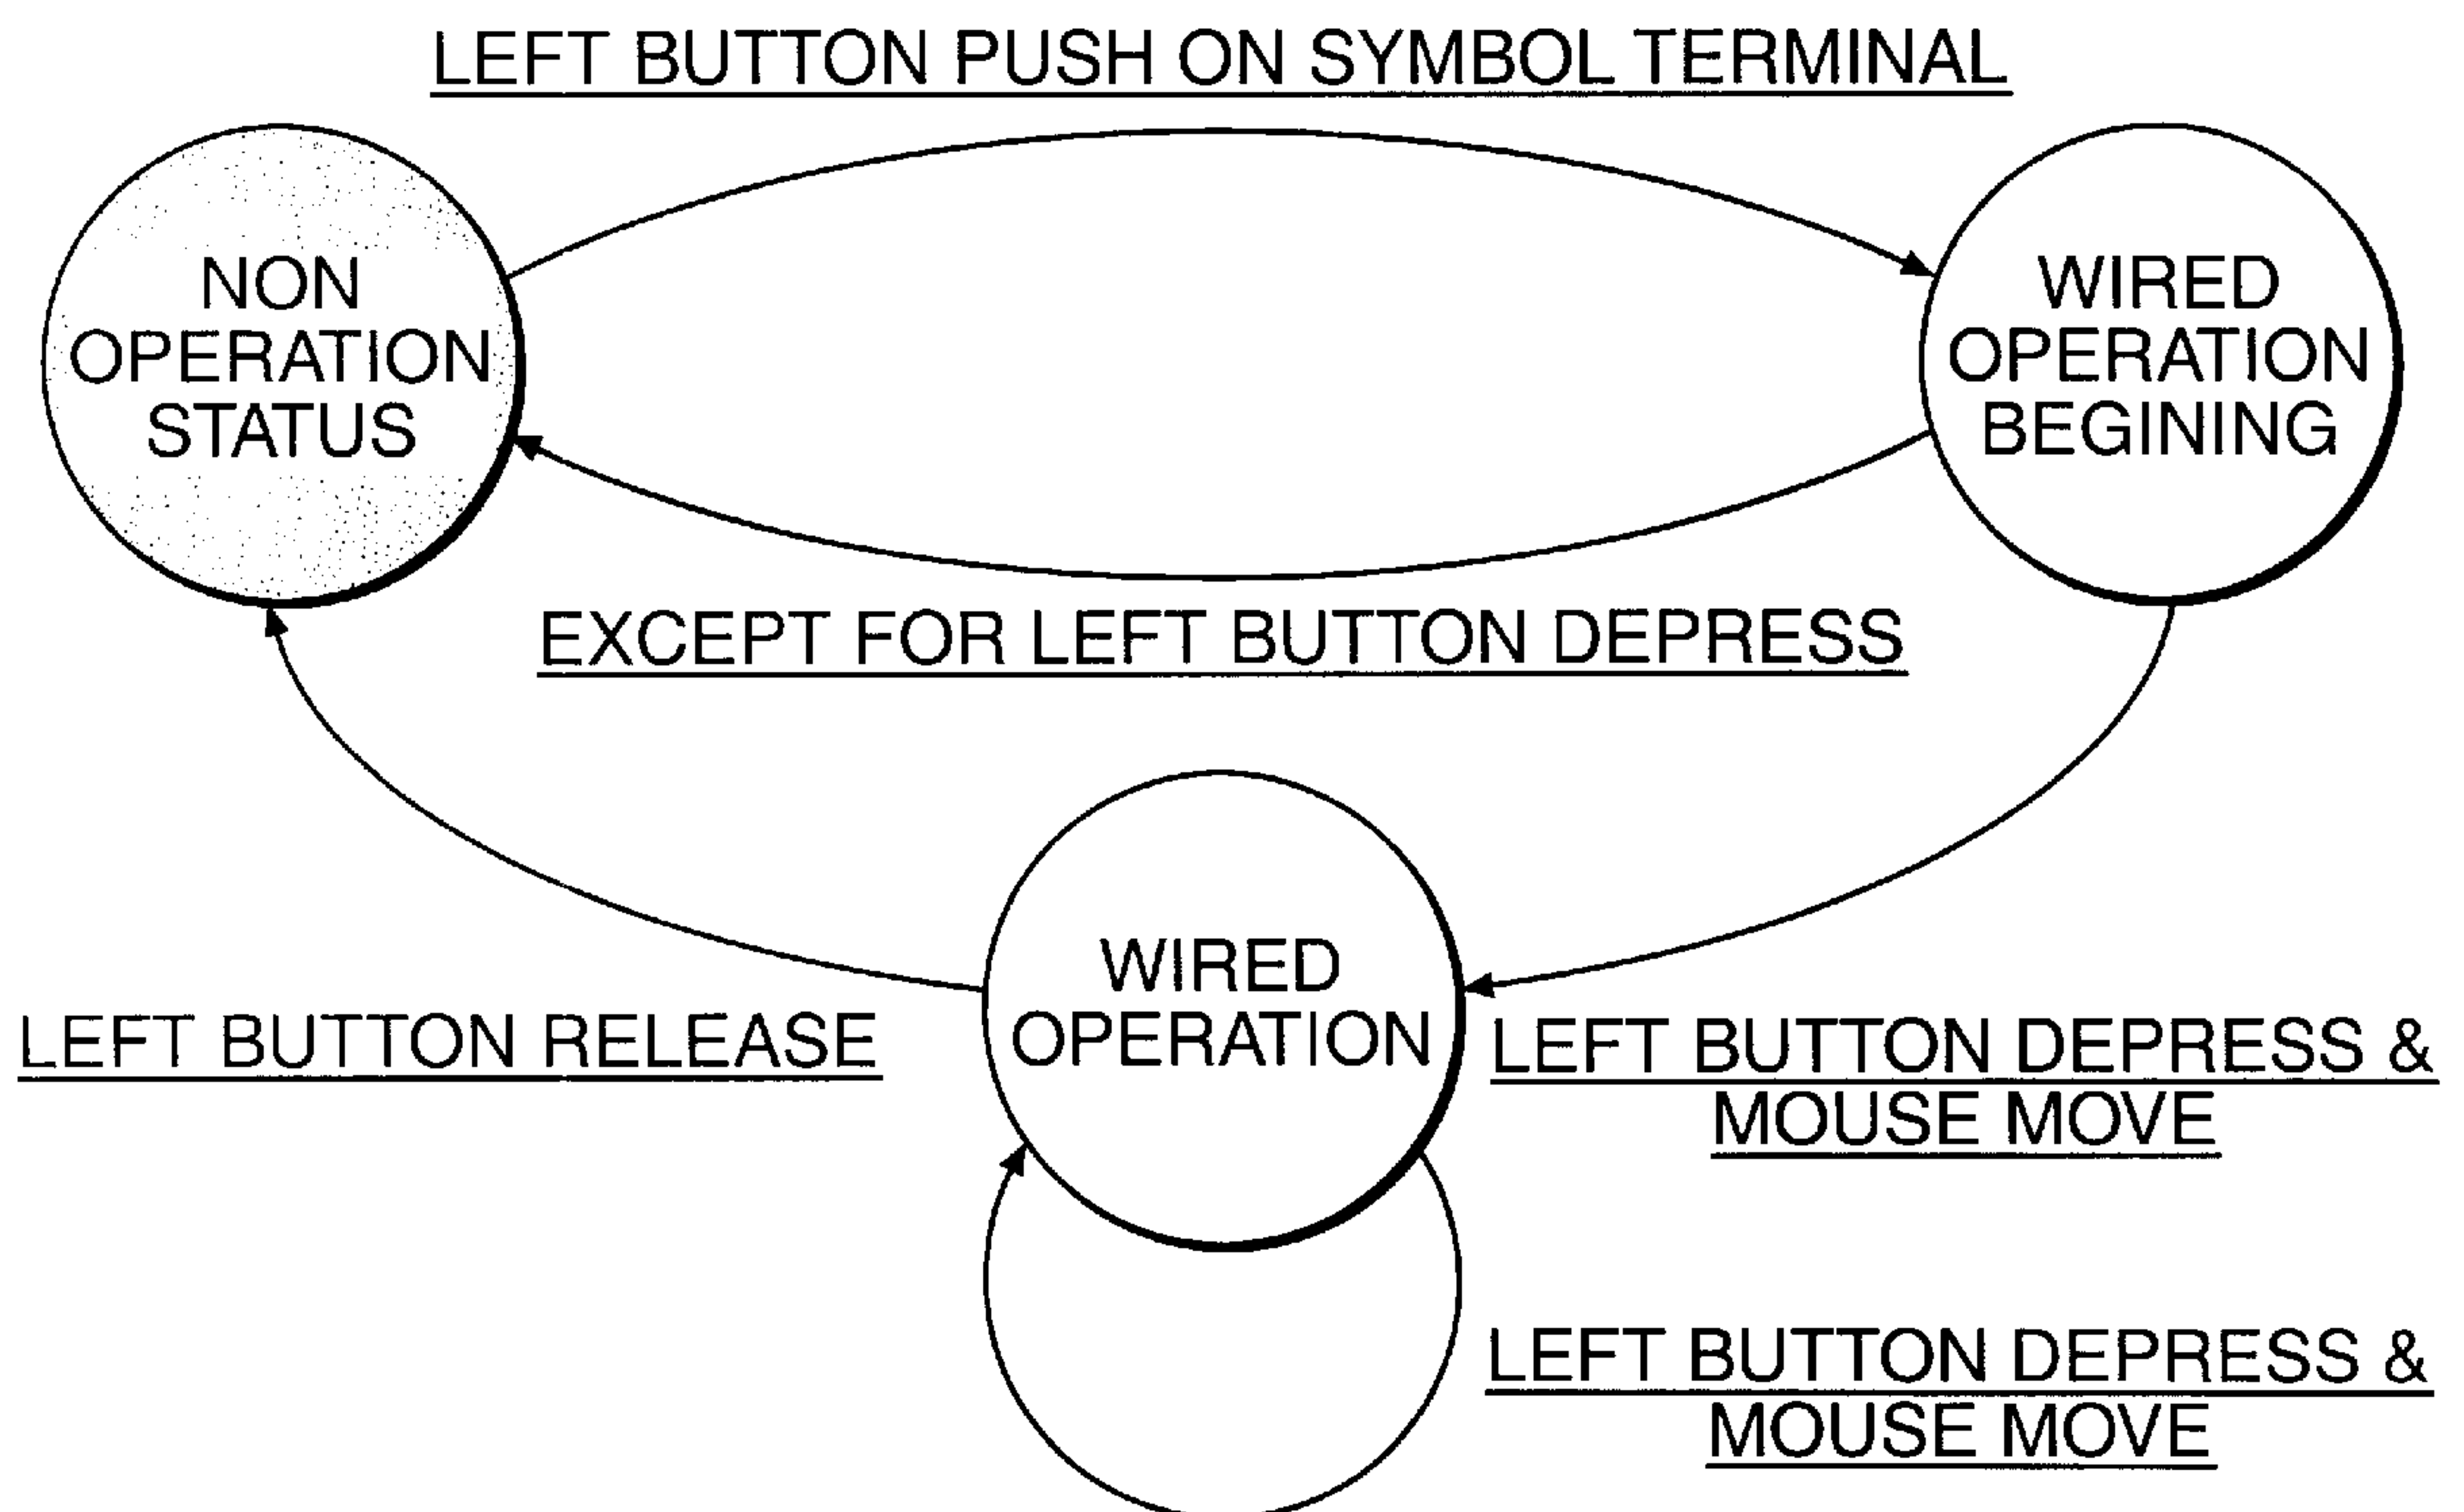 LEFT BUTTON PUSH ON SYMBOL TERMINAL
NON
OPERATION
STATUS
WIRED
OPERATION
BEGINING
EXCEPT FOR LEFT BUTTON DEPRESS
WIRED
OPERATION
LEFT BUTTON RELEASE
LEFT BUTTON DEPRESS &
MOUSE MOVE
LEFT BUTTON DEPRESS &
MOUSE MOVE